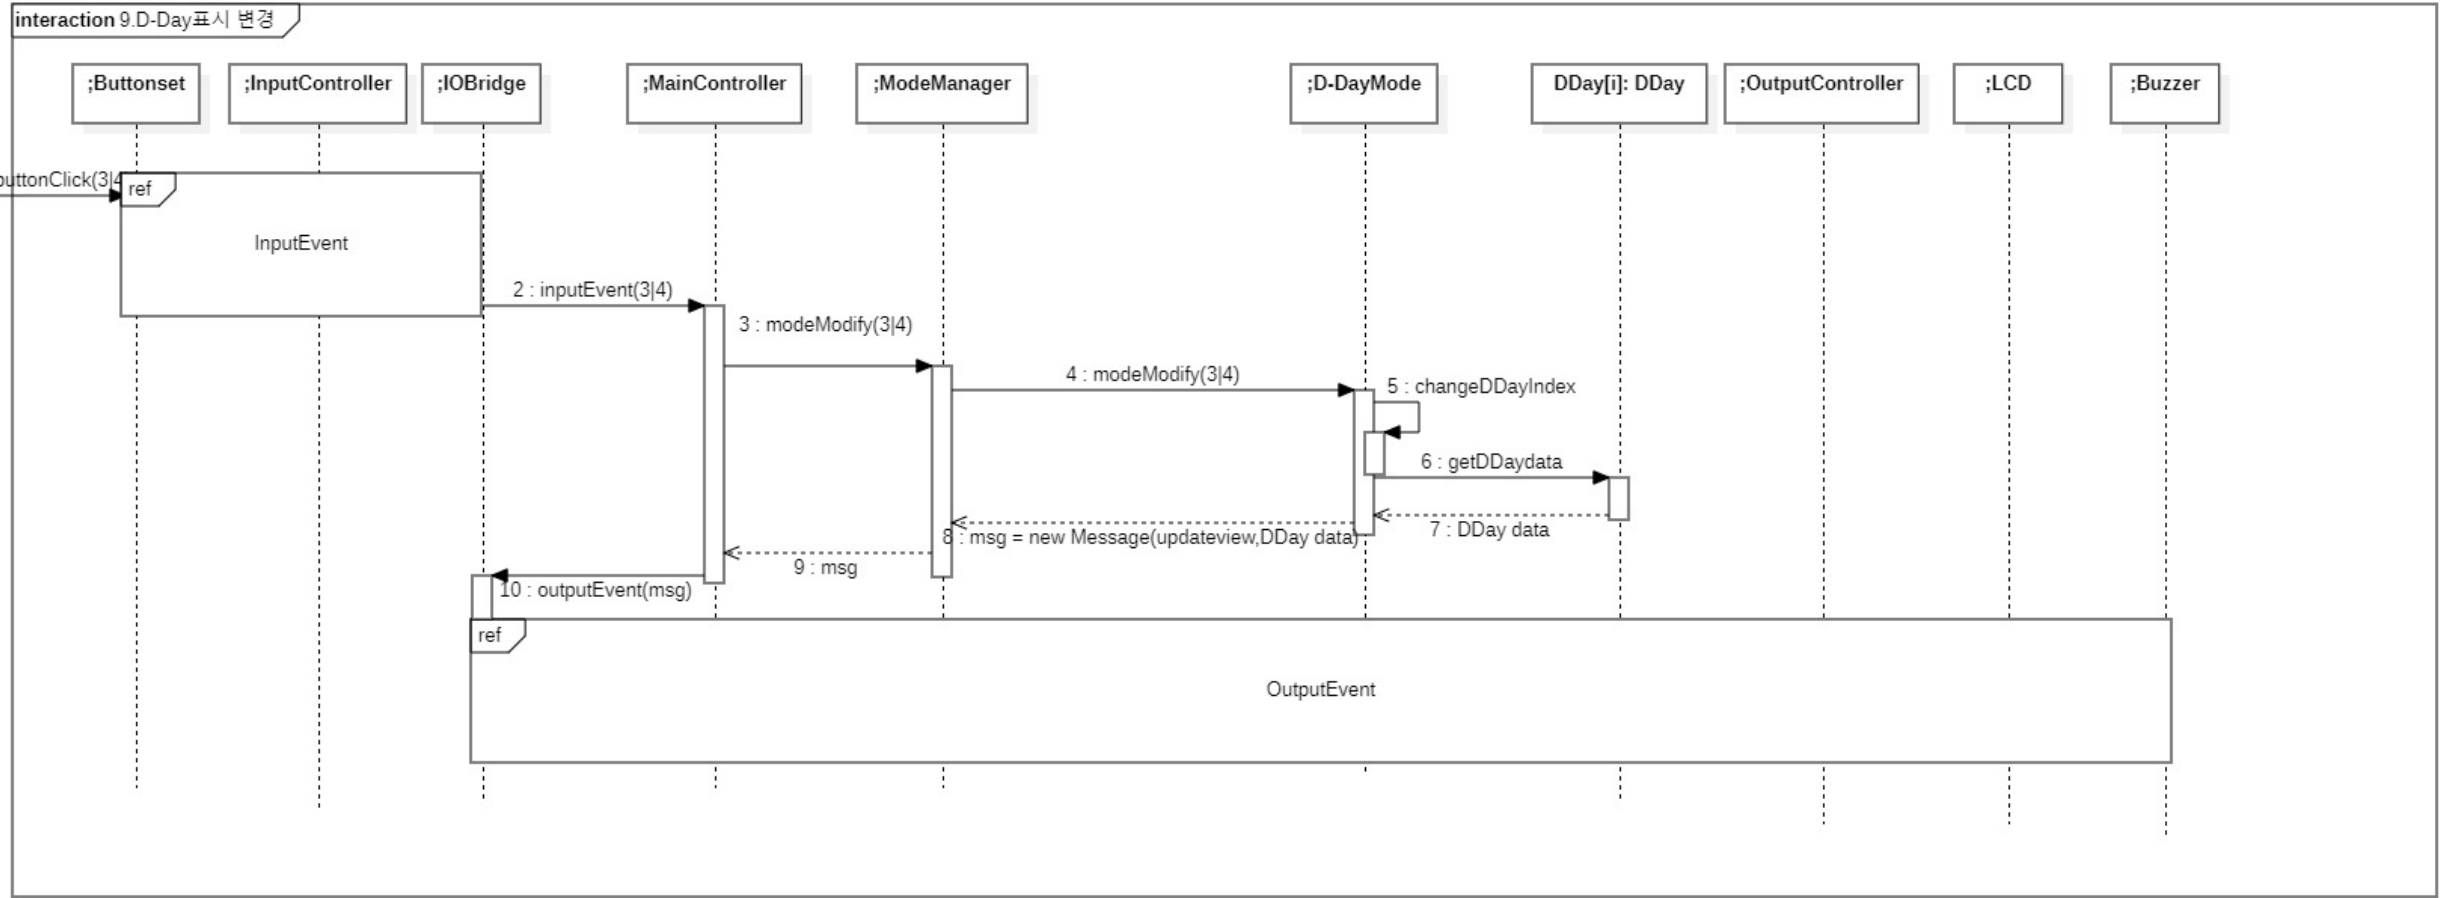 interaction 9.D-Day표시 변경
;Buttonset
;InputController
;IOBridge
;MainController
;ModeManager
;D-DayMode
DDay[i]: DDay
;OutputController
;LCD
;Buzzer
uttonClick(3|4
ref
InputEvent
2 : inputEvent(3|4)
3 : modeModify(3|4)
4 : modeModify(3|4)
5 : changeDDayIndex
6 : getDDaydata
7 : DDay data
8 : msg = new Message(updateview,DDay data)
9 : msg
10 : outputEvent(msg)
ref
OutputEvent